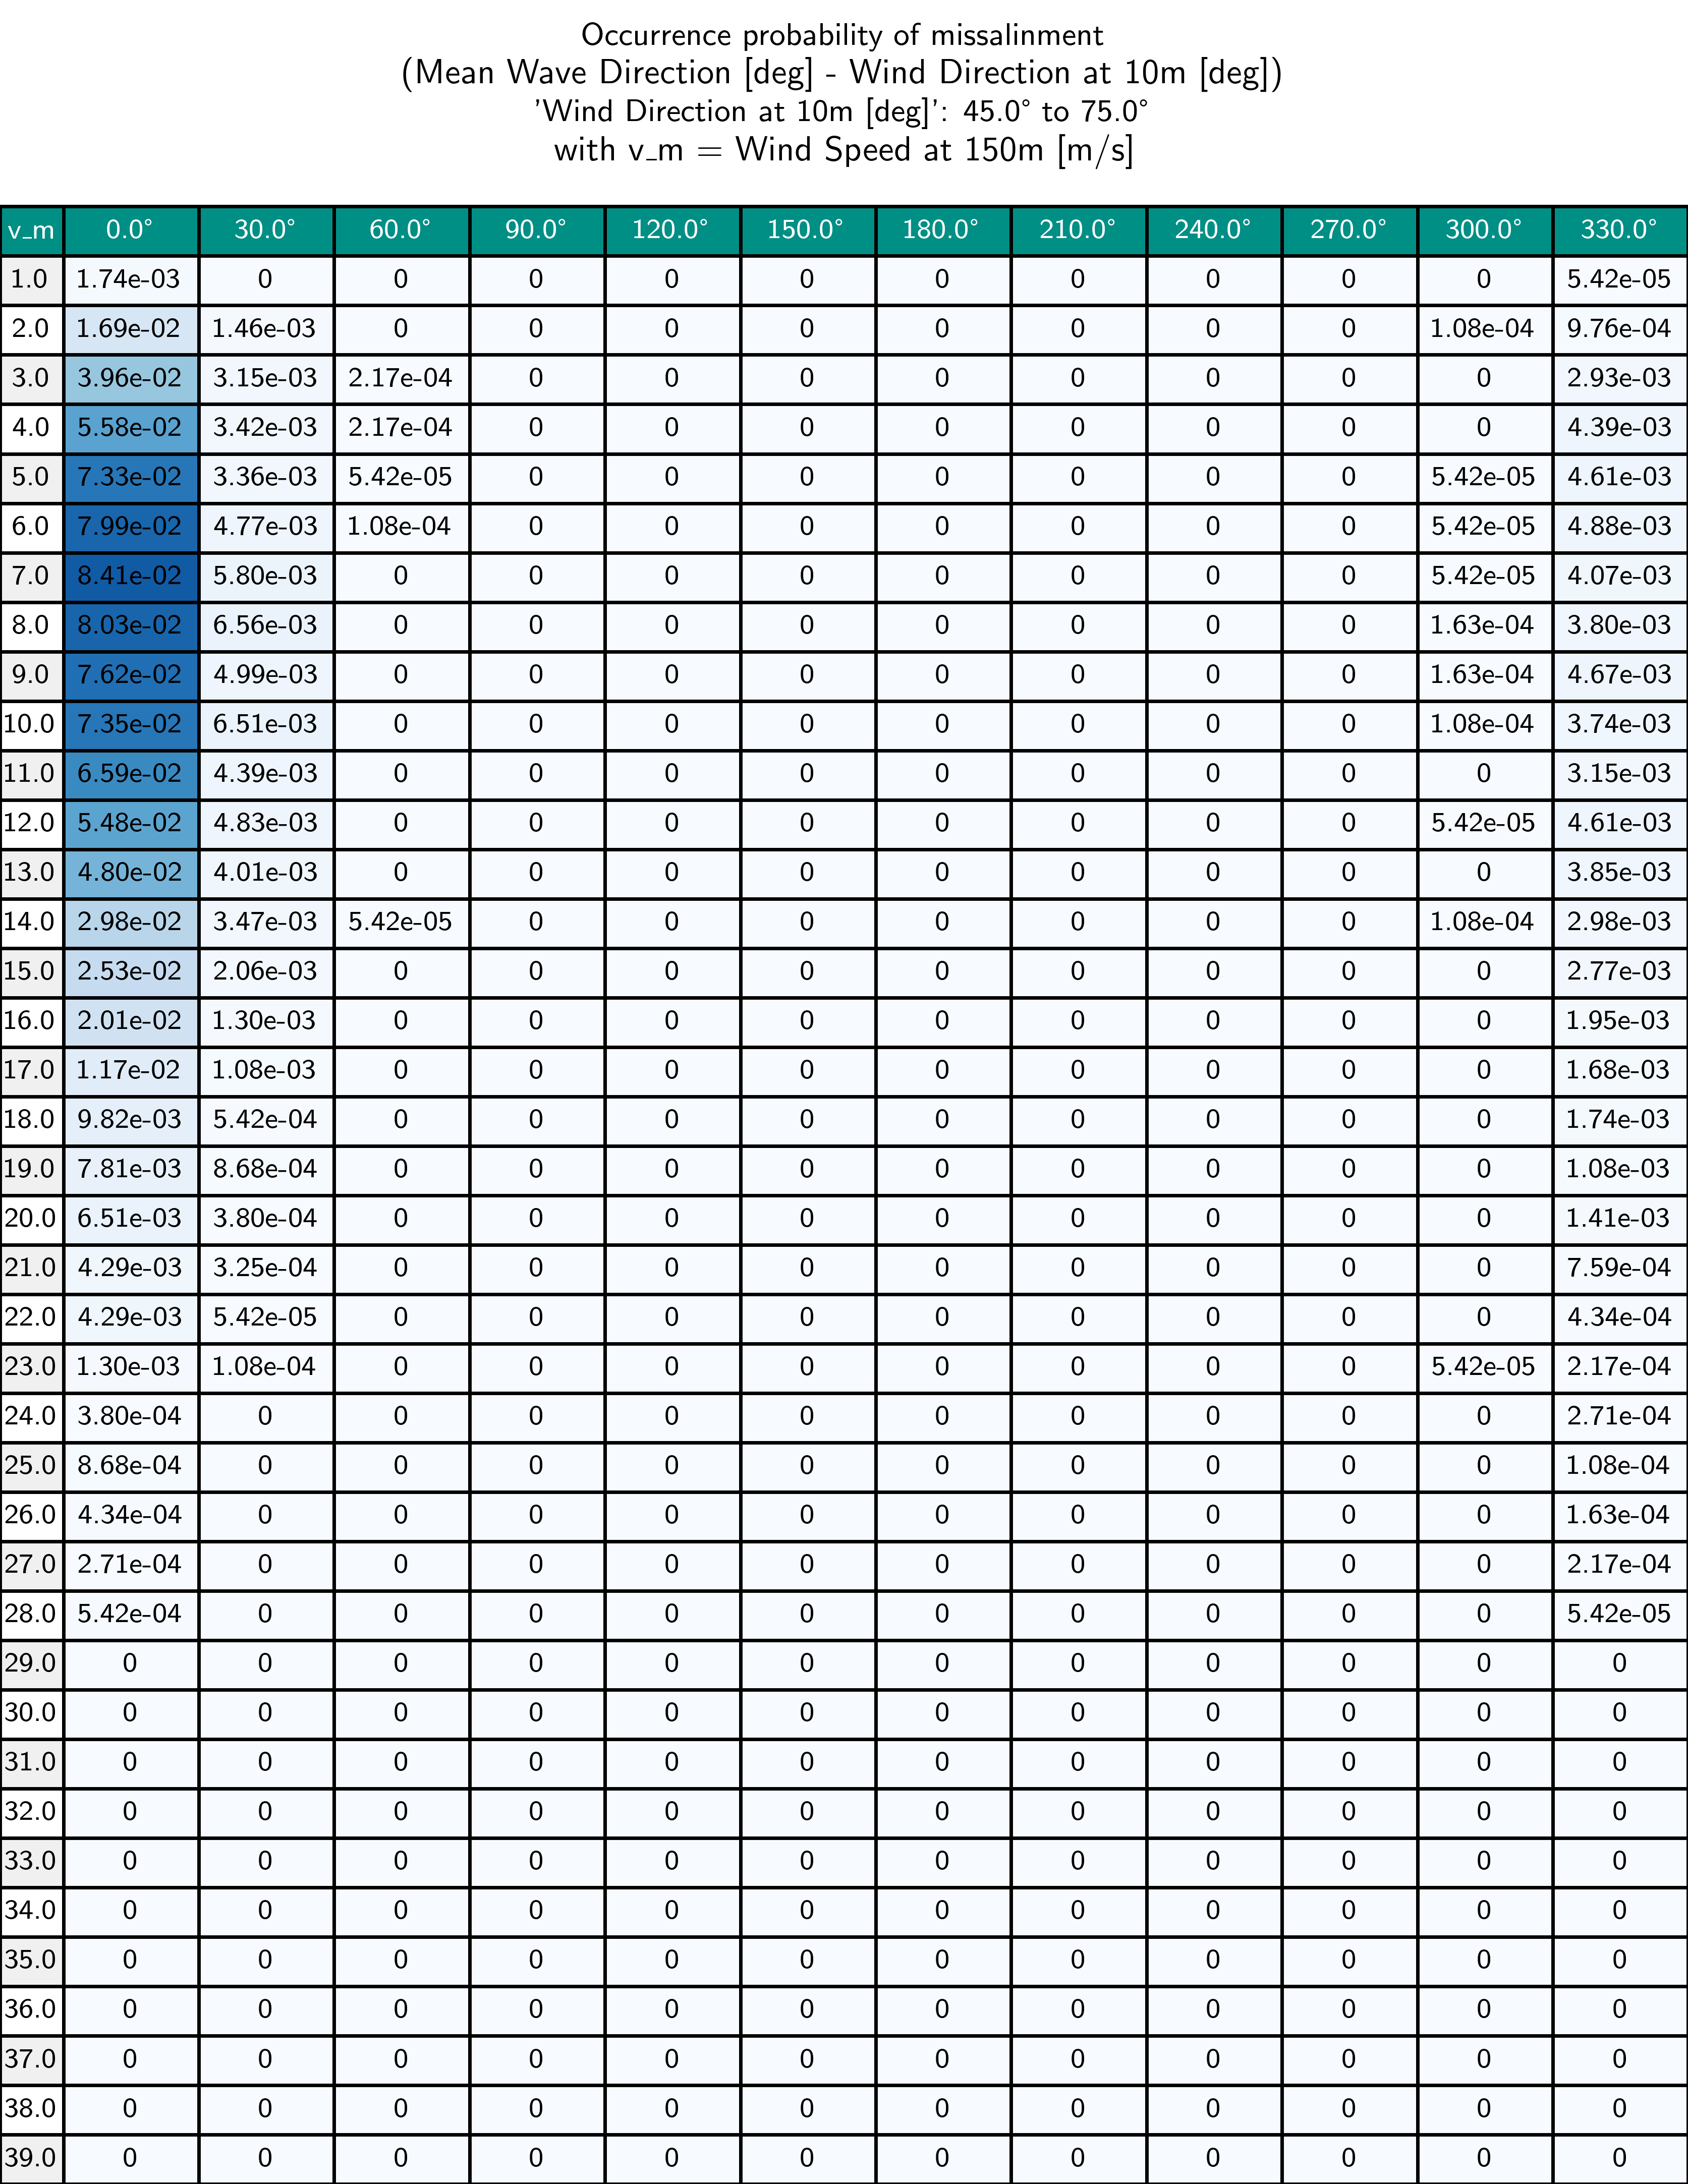 Occurrence probability of missalinment
(Mean Wave Direction [deg] - Wind Direction at 10m [deg])
'Wind Direction at 10m [deg]': 45.0° to 75.0°
with v_m = Wind Speed at 150m [m/s]
v_m 0.0° 30.0° 60.0° 90.0° 120.0° 150.0° 180.0° 210.0° 240.0° 270.0° 300.0° 330.0°
1.0 1.74e-03 0 0 0 0 0 0 0 0 0 0 5.42e-05
2.0 1.69e-02 1.46e-03 0 0 0 0 0 0 0 0 1.08e-04 9.76e-04
3.0 3.96e-02 3.15e-03 2.17e-04 0 0 0 0 0 0 0 0 2.93e-03
4.0 5.58e-02 3.42e-03 2.17e-04 0 0 0 0 0 0 0 0 4.39e-03
5.0 7.33e-02 3.36e-03 5.42e-05 0 0 0 0 0 0 0 5.42e-05 4.61e-03
6.0 7.99e-02 4.77e-03 1.08e-04 0 0 0 0 0 0 0 5.42e-05 4.88e-03
7.0 8.41e-02 5.80e-03 0 0 0 0 0 0 0 0 5.42e-05 4.07e-03
8.0 8.03e-02 6.56e-03 0 0 0 0 0 0 0 0 1.63e-04 3.80e-03
9.0 7.62e-02 4.99e-03 0 0 0 0 0 0 0 0 1.63e-04 4.67e-03
10.0 7.35e-02 6.51e-03 0 0 0 0 0 0 0 0 1.08e-04 3.74e-03
11.0 6.59e-02 4.39e-03 0 0 0 0 0 0 0 0 0 3.15e-03
12.0 5.48e-02 4.83e-03 0 0 0 0 0 0 0 0 5.42e-05 4.61e-03
13.0 4.80e-02 4.01e-03 0 0 0 0 0 0 0 0 0 3.85e-03
14.0 2.98e-02 3.47e-03 5.42e-05 0 0 0 0 0 0 0 1.08e-04 2.98e-03
15.0 2.53e-02 2.06e-03 0 0 0 0 0 0 0 0 0 2.77e-03
16.0 2.01e-02 1.30e-03 0 0 0 0 0 0 0 0 0 1.95e-03
17.0 1.17e-02 1.08e-03 0 0 0 0 0 0 0 0 0 1.68e-03
18.0 9.82e-03 5.42e-04 0 0 0 0 0 0 0 0 0 1.74e-03
19.0 7.81e-03 8.68e-04 0 0 0 0 0 0 0 0 0 1.08e-03
20.0 6.51e-03 3.80e-04 0 0 0 0 0 0 0 0 0 1.41e-03
21.0 4.29e-03 3.25e-04 0 0 0 0 0 0 0 0 0 7.59e-04
22.0 4.29e-03 5.42e-05 0 0 0 0 0 0 0 0 0 4.34e-04
23.0 1.30e-03 1.08e-04 0 0 0 0 0 0 0 0 5.42e-05 2.17e-04
24.0 3.80e-04 0 0 0 0 0 0 0 0 0 0 2.71e-04
25.0 8.68e-04 0 0 0 0 0 0 0 0 0 0 1.08e-04
26.0 4.34e-04 0 0 0 0 0 0 0 0 0 0 1.63e-04
27.0 2.71e-04 0 0 0 0 0 0 0 0 0 0 2.17e-04
28.0 5.42e-04 0 0 0 0 0 0 0 0 0 0 5.42e-05
29.0 0 0 0 0 0 0 0 0 0 0 0 0
30.0 0 0 0 0 0 0 0 0 0 0 0 0
31.0 0 0 0 0 0 0 0 0 0 0 0 0
32.0 0 0 0 0 0 0 0 0 0 0 0 0
33.0 0 0 0 0 0 0 0 0 0 0 0 0
34.0 0 0 0 0 0 0 0 0 0 0 0 0
35.0 0 0 0 0 0 0 0 0 0 0 0 0
36.0 0 0 0 0 0 0 0 0 0 0 0 0
37.0 0 0 0 0 0 0 0 0 0 0 0 0
38.0 0 0 0 0 0 0 0 0 0 0 0 0
39.0 0 0 0 0 0 0 0 0 0 0 0 0